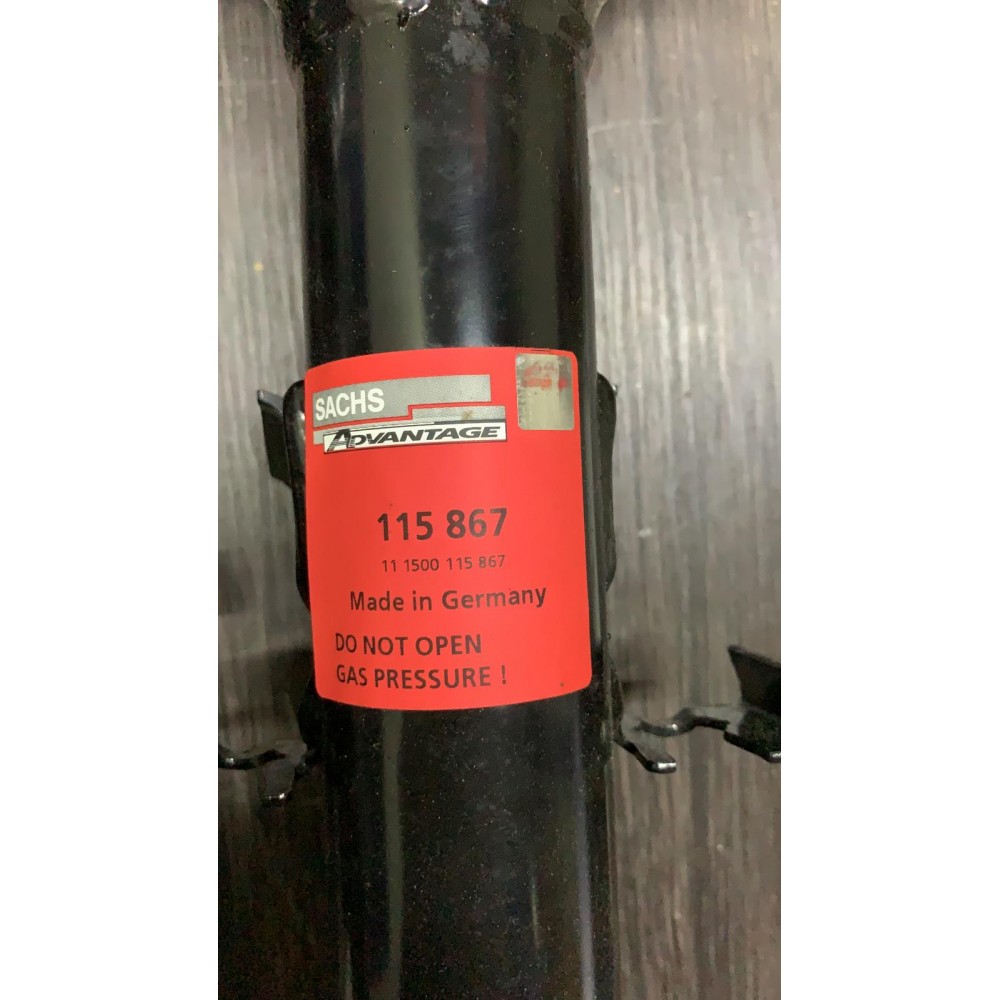 SACHS
ADVANTAGE
115 867
11 1500 115 867
Made in Germany
DO NOT OPEN
GAS PRESSURE !